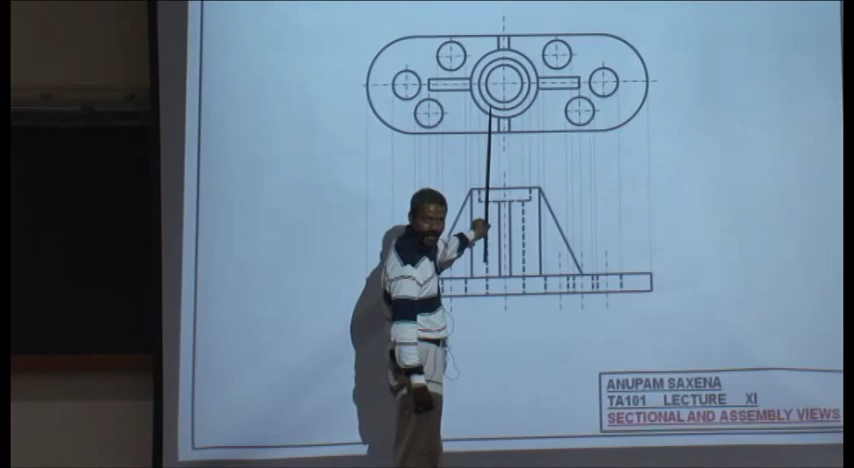 ANUPAM SAXENA
TA101 LECTURE XI
SECTIONAL AND ASSEMBLY VIEWS